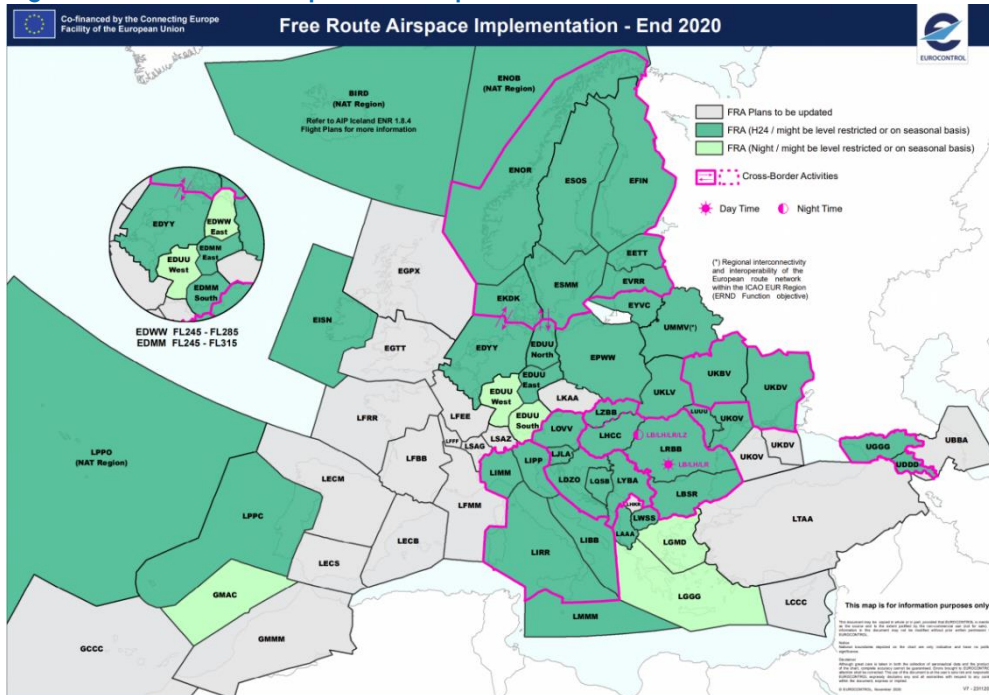 Co-financed by the Connecting Europe
Facility of the European Union
Free Route Airspace Implementation - End 2020
EUROCONTROL
BIRD
(NAT Region)
Refer to AIP Iceland ENR 1.8.4
Flight Plans for more information
ENOB
(NAT Region)
FRA Plans to be updated
FRA (H24 / might be level restricted or on seasonal basis)
FRA (Night / might be level restricted or on seasonal basis)
Cross-Border Activities
Day Time
Night Time
(*) Regional interconnectivity
and interoperability of the
European route network
within the ICAO EUR Region
(ERND Function objective)
EDYY
EDWW
East
EDUU
West
EDMM
East
EDMM
South
EDWW FL245 - FL285
EDMM FL245 - FL315
ENOR
ESOS
EFIN
EGPX
EETT
EVRR
ESMM
EKDK
EYVC
UMMV(*)
EISN
EGTT
EDYY
EDUU
North
EPWW
EDUU
East
EDUU
West
EDUU
South
LKAA
UKLV
UKBV
UKDV
LZBB
LUUU
UKOV
LFRR
LFEE
LOVV
LHCC
LB/LH/LR/LZ
LRBB
LB/LH/LR
UKOV
UKDV
UGGG
UBBA
UDDD
LPPO
(NAT Region)
LFFF
LSAG
LSAZ
LFBB
LIMM
LIPP
LJLA
LDZO
LQSB
LYBA
LBSR
LECM
LFMM
LWSS
LAAA
LTAA
LPPC
LECB
LIRR
LIBB
LGMD
LECS
LGGG
GMAC
LMMM
LCCC
GCCC
GMMM
This map is for information purposes only